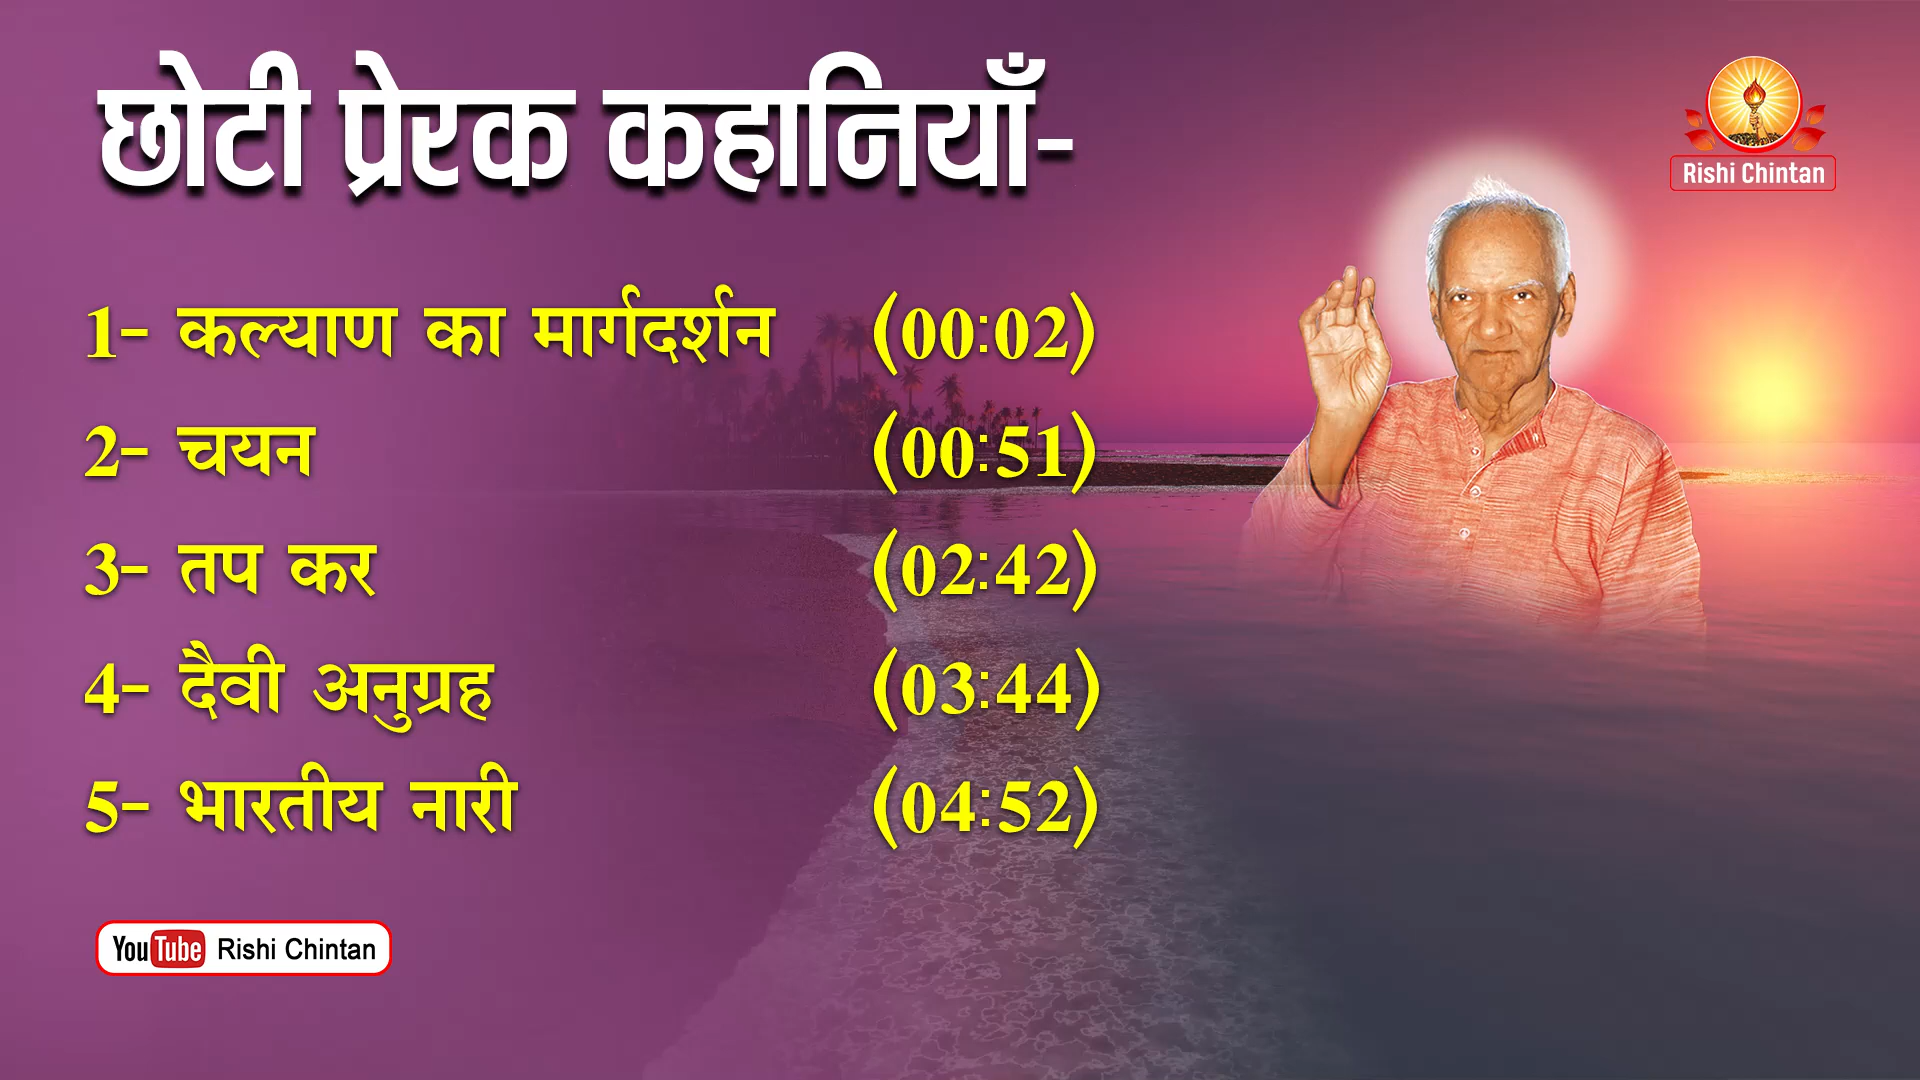 छोटी प्रेरक कहानियाँ-
Rishi Chintan
1- कल्याण का मार्गदर्शन (00:02)
2- चयन (00:51)
3- तप कर (02:42)
4- दैवी अनुग्रह (03:44)
5- भारतीय नारी (04:52)
YouTube Rishi Chintan